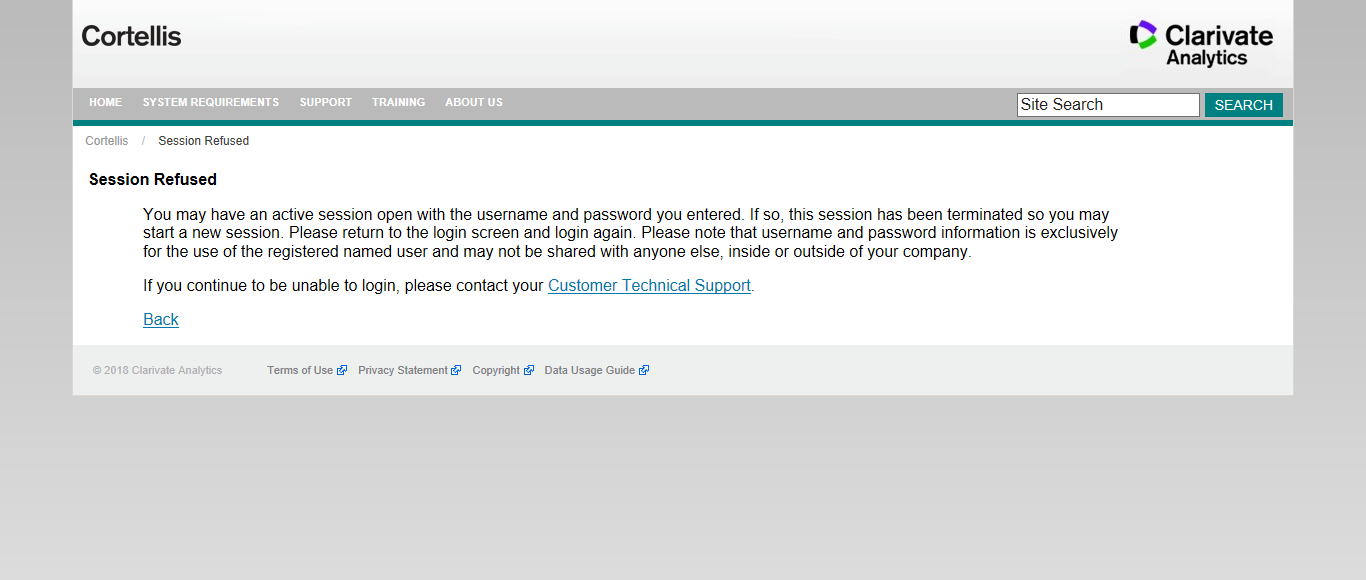 Cortellis
Clarivate
Analytics
HOME SYSTEM REQUIREMENTS SUPPORT TRAINING ABOUT US
Site Search SEARCH
Cortellis / Session Refused
Session Refused
You may have an active session open with the username and password you entered. If so, this session has been terminated so you may
start a new session. Please return to the login screen and login again. Please note that username and password information is exclusively
for the use of the registered named user and may not be shared with anyone else, inside or outside of your company.
If you continue to be unable to login, please contact your Customer Technical Support.
Back
© 2018 Clarivate Analytics Terms of Use Privacy Statement Copyright Data Usage Guide